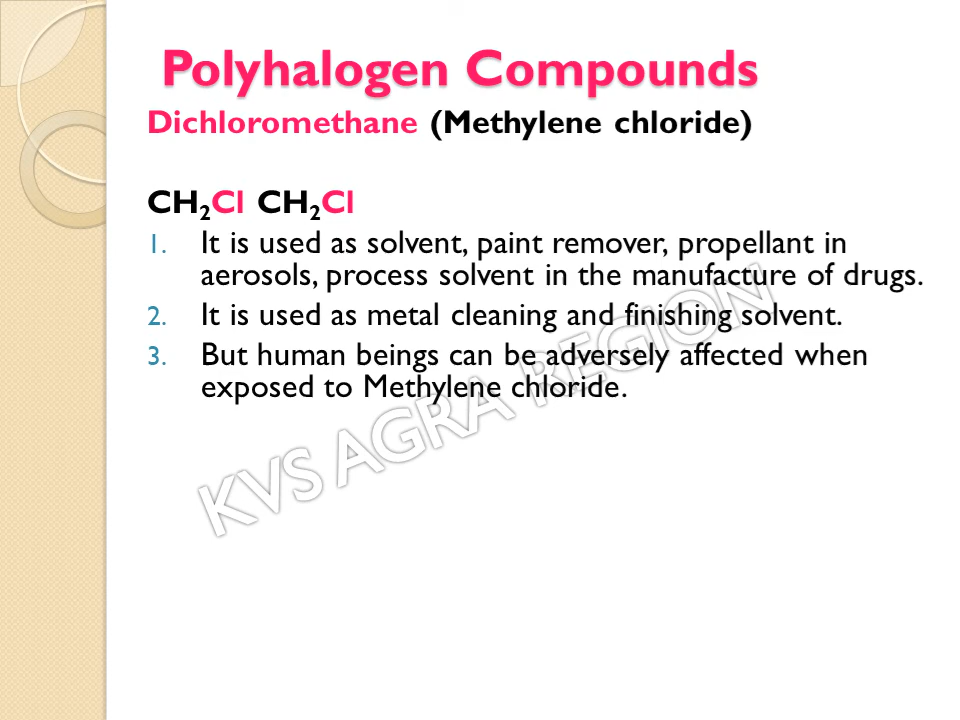 Polyhalogen Compounds
Dichloromethane (Methylene chloride)
CH₂Cl CH₂Cl
1. It is used as solvent, paint remover, propellant in
aerosols, process solvent in the manufacture of drugs.
2. It is used as metal cleaning and finishing solvent.
3. But human beings can be adversely affected when
exposed to Methylene chloride.
KVS AGRA REGION